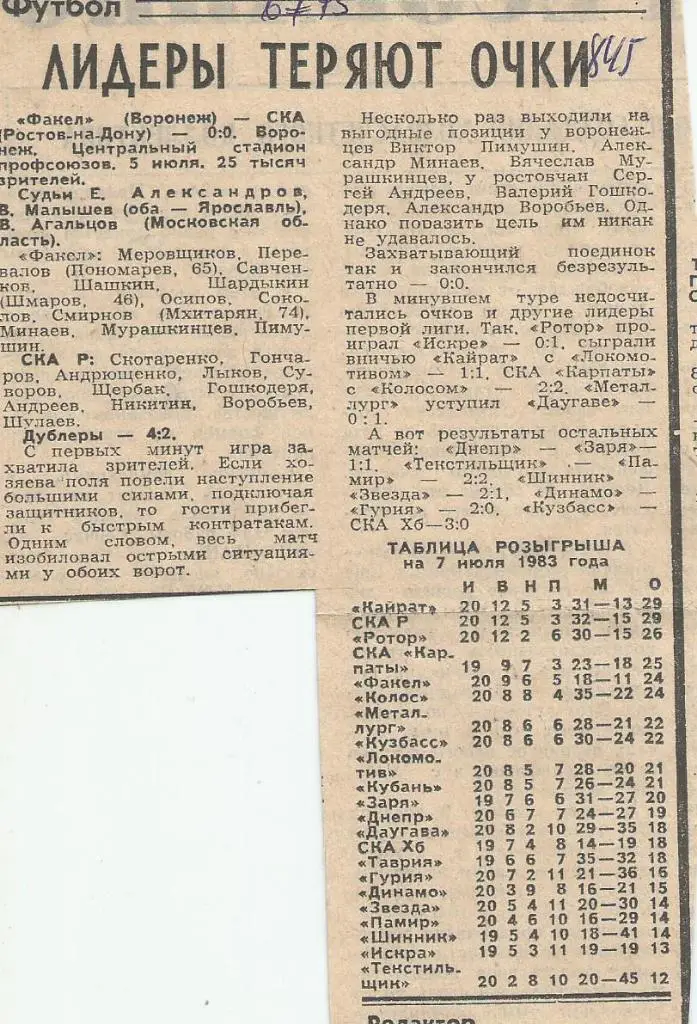 Футбол
6 7 45
845
ЛИДЕРЫ ТЕРЯЮТ ОЧКИ
«Факел» (Воронеж) — СКА
(Ростов-на-Дону) — 0:0. Воро-
неж. Центральный стадион
профсоюзов. 5 июля. 25 тысяч
зрителей.
Судьи Е. Александров,
В. Малышев (оба — Ярославль),
В. Агальцов (Московская об-
ласть).
«Факел»: Меровщиков, Пере-
валов (Пономарев, 65), Савчен-
ков, Шашкин, Шардыкин
(Шмаров, 46), Осипов, Соко-
лов, Смирнов (Мхитарян, 74),
Минаев, Мурашкинцев, Пиму-
шин.
СКА Р: Скотаренко, Гонча-
ров, Андрющенко, Лыков, Су-
воров, Щербак, Гошкодеря,
Андреев, Никитин, Воробьев,
Шулаев.
Дублеры — 4:2.
С первых минут игра за-
хватила зрителей. Если хо-
зяева поля повели наступление
большими силами, подключая
защитников, то гости прибег-
ли к быстрым контратакам.
Одним словом, весь матч
изобиловал острыми ситуация-
ми у обоих ворот.
Несколько раз выходили на
выгодные позиции у воронеж-
цев Виктор Пимушин, Алек-
сандр Минаев, Вячеслав Му-
рашкинцев, у ростовчан Сер-
гей Андреев, Валерий Гошко-
деря, Александр Воробьев. Од-
нако поразить цель им никак
не удавалось.
Захватывающий поединок
так и закончился безрезуль-
татно — 0:0.
В минувшем туре недосчи-
тались очков и другие лидеры
первой лиги. Так, «Ротор» про-
играл «Искре» — 0:1, сыграли
вничью «Кайрат» с «Локомо-
тивом» — 1:1, СКА «Карпаты»
с «Колосом» — 2:2, «Метал-
лург» уступил «Даугаве» —
0:1.
А вот результаты остальных
матчей: «Днепр» — «Заря»—
1:1, «Текстильщик» — «Па-
мир» — 2:2, «Шинник» —
«Звезда» — 2:1, «Динамо» —
«Гурия» — 2:0, «Кузбасс» —
СКА Хб—3:0
ТАБЛИЦА РОЗЫГРЫША
на 7 июля 1983 года
И В Н П М О
«Кайрат» 20 12 5 3 31—13 29
СКА Р 20 12 5 3 32—15 29
«Ротор» 20 12 2 6 30—15 26
СКА «Кар-
паты» 19 9 7 3 23—18 25
«Факел» 20 9 6 5 18—11 24
«Колос» 20 8 8 4 35—22 24
«Метал-
лург» 20 8 6 6 28—21 22
«Кузбасс» 20 8 6 6 30—24 22
«Локомо-
тив» 20 8 5 7 28—20 21
«Кубань» 20 8 5 7 26—24 21
«Заря» 19 7 6 6 31—27 20
«Днепр» 20 6 7 7 24—27 19
«Даугава» 20 8 2 10 29—35 18
СКА Хб 19 7 4 8 14—19 18
«Таврия» 19 6 6 7 35—32 18
«Гурия» 20 7 2 11 21—36 16
«Динамо» 20 3 9 8 16—21 15
«Звезда» 20 5 4 11 20—30 14
«Памир» 20 4 6 10 16—29 14
«Шинник» 19 5 4 10 18—41 14
«Искра» 19 5 3 11 19—19 13
«Текстиль-
щик» 20 2 8 10 20—45 12
Редактор